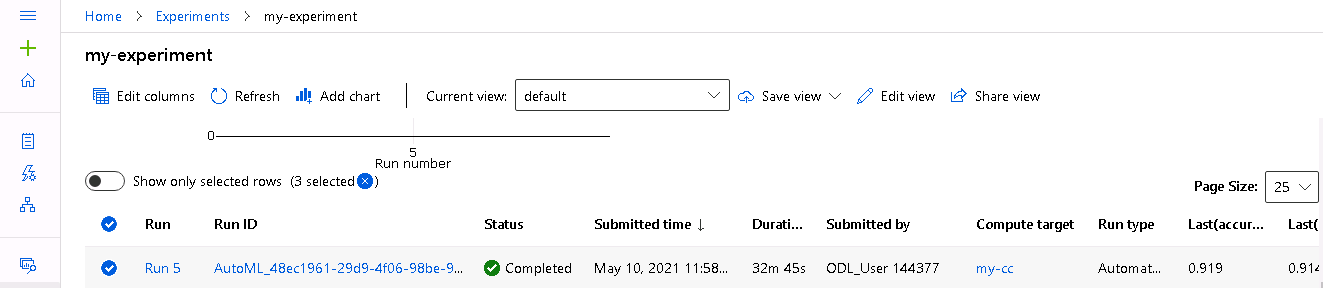 Home > Experiments > my-experiment
my-experiment
Edit columns Refresh Add chart Current view: default Save view Edit view Share view
0
5
Run number
Show only selected rows (3 selected )
Page Size: 25
Run Run ID Status Submitted time ↓ Durati... Submitted by Compute target Run type Last(accur... Last(
Run 5 AutoML_48ec1961-29d9-4f06-98be-9... Completed May 10, 2021 11:58... 32m 45s ODL_User 144377 my-cc Automat... 0.919 0.914